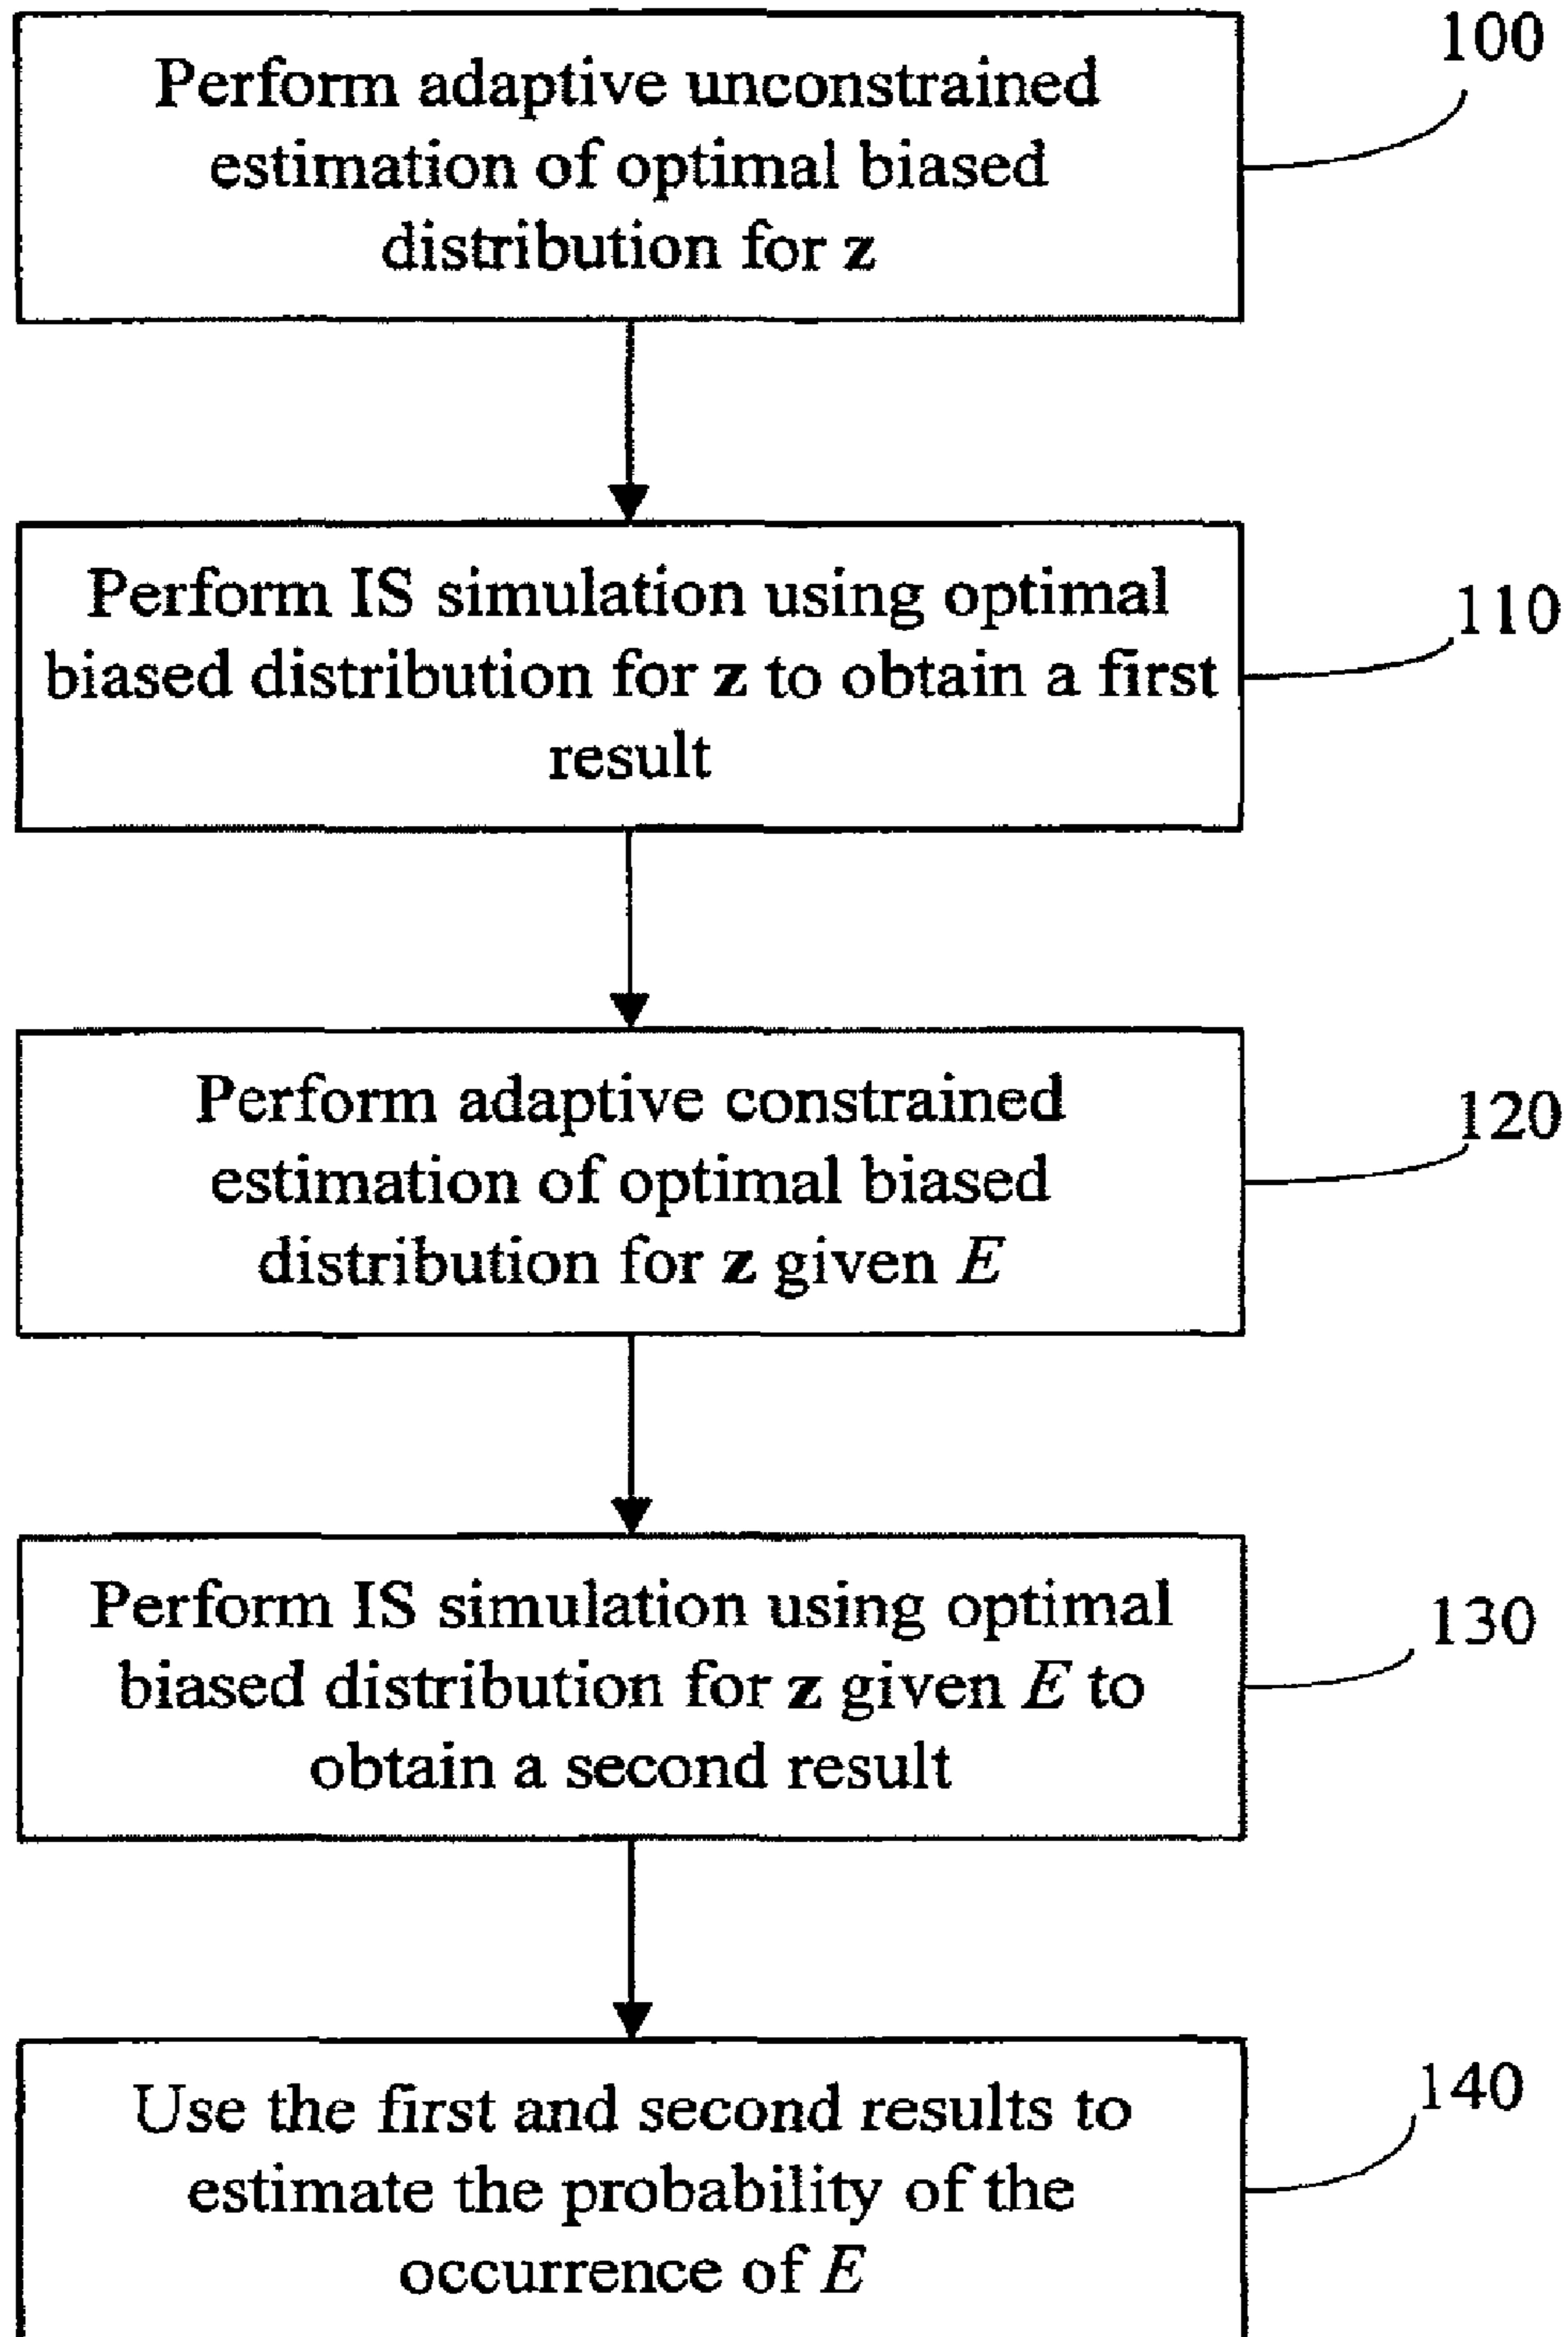 100
Perform adaptive unconstrained
estimation of optimal biased
distribution for z
110
Perform IS simulation using optimal
biased distribution for z to obtain a first
result
120
Perform adaptive constrained
estimation of optimal biased
distribution for z given E
130
Perform IS simulation using optimal
biased distribution for z given E to
obtain a second result
140
Use the first and second results to
estimate the probability of the
occurrence of E